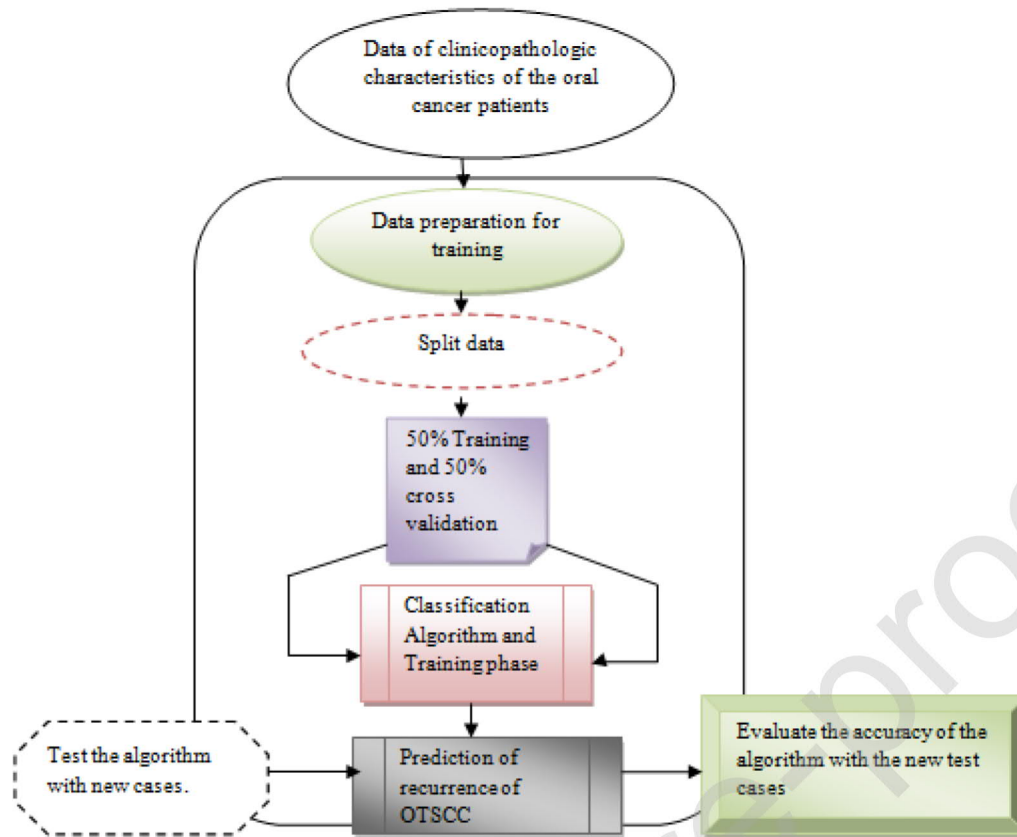 Data of clinicopathologic
characteristics of the oral
cancer patients
Data preparation for
training
Split data
50% Training
and 50%
cross
validation
Classification
Algorithm and
Training phase
Test the algorithm
with new cases.
Prediction of
recurrence of
OTSCC
Evaluate the accuracy of the
algorithm with the new test
cases